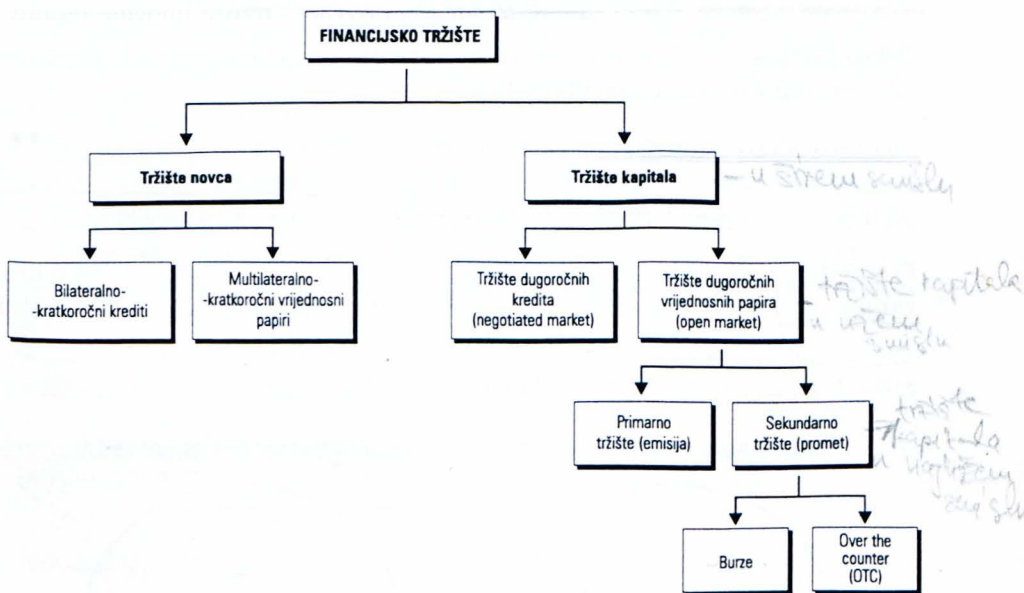 FINANCIJSKO TRŽIŠTE
Tržište novca
Tržište kapitala
- u širem smislu
Bilateralno-
-kratkoročni krediti
Multilateralno-
-kratkoročni vrijednosni
papiri
Tržište dugoročnih
kredita
(negotiated market)
Tržište dugoročnih
vrijednosnih papira
(open market)
- tržište kapitala
u užem
smislu
Primarno
tržište (emisija)
Sekundarno
tržište (promet)
tržište
kapitala
u najužem
Burze
Over the
counter
(OTC)